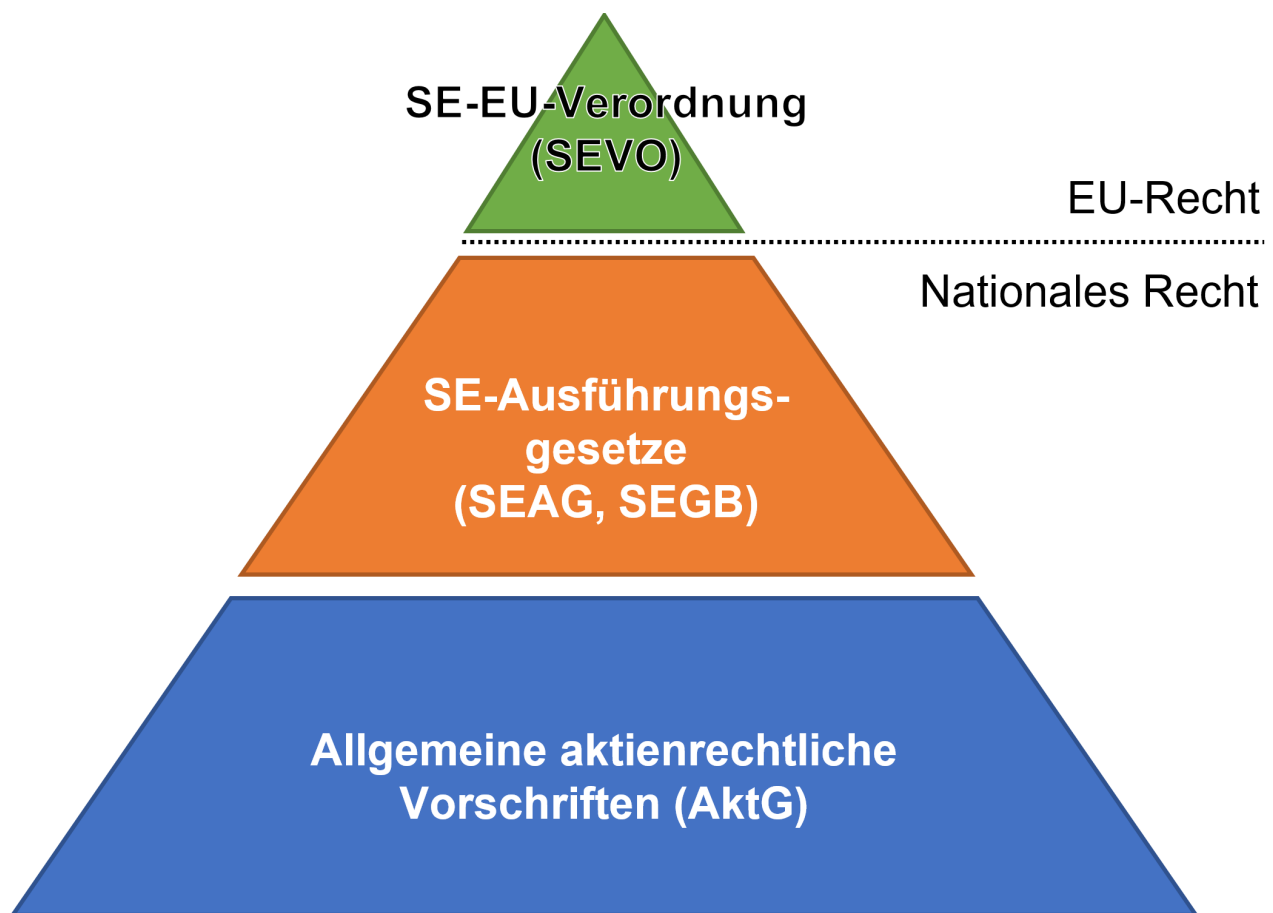 SE-EU-Verordnung
(SEVO)
EU-Recht
Nationales Recht
SE-Ausführungs-
gesetze
(SEAG, SEGB)
Allgemeine aktienrechtliche
Vorschriften (AktG)